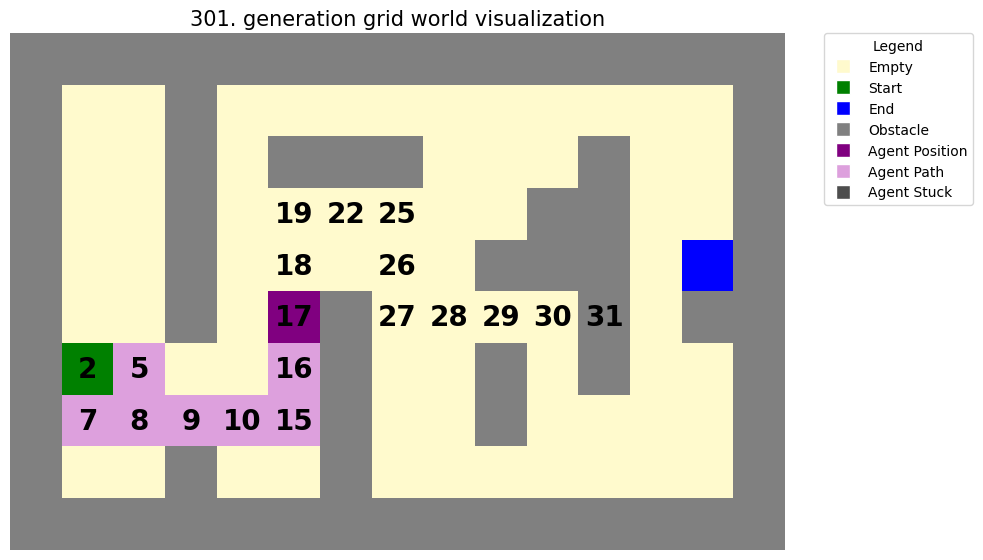 301. generation grid world visualization
Legend
Empty
Start
End
Obstacle
Agent Position
Agent Path
Agent Stuck
19 22 25
18 26
17 27 28 29 30 31
2 5 16
7 8 9 10 15